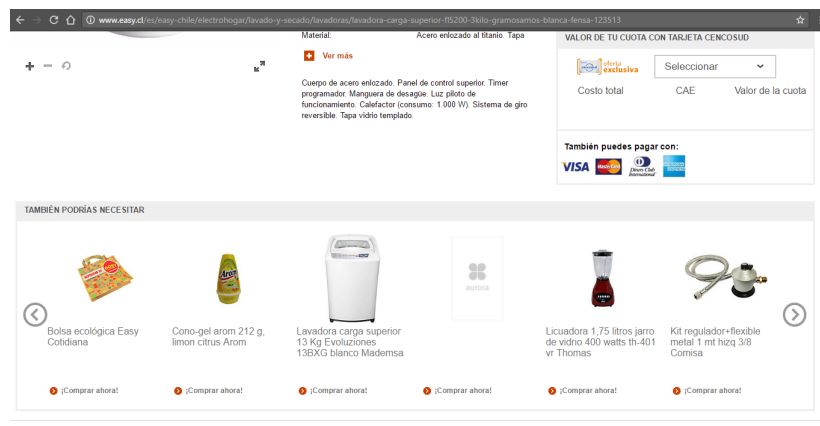 www.easy.cl/es/easy-chile/electrohogar/lavado-y-secado/lavadoras/lavadora-carga-superior-fl5200-3kilo-gramosamos-blanca-fensa-123513
Material: Acero enlozado al titanio. Tapa
Ver más
Cuerpo de acero enlozado. Panel de control superior. Timer
programador. Manguera de desagüe. Luz piloto de
funcionamiento. Calefactor (consumo: 1.000 W). Sistema de giro
reversible. Tapa vidrio templado.
VALOR DE TU CUOTA CON TARJETA CENCOSUD
oferta
exclusiva
Seleccionar
Costo total CAE Valor de la cuota
También puedes pagar con:
VISA MasterCard Diners Club
International
TAMBIÉN PODRÍAS NECESITAR
Arom
aurora
Bolsa ecológica Easy
Cotidiana
Cono-gel arom 212 g,
limon citrus Arom
Lavadora carga superior
13 Kg Evoluziones
13BXG blanco Mademsa
Licuadora 1,75 litros jarro
de vidrio 400 watts th-401
vr Thomas
Kit regulador+flexible
metal 1 mt hizq 3/8
Comisa
¡Comprar ahora! ¡Comprar ahora! ¡Comprar ahora! ¡Comprar ahora! ¡Comprar ahora! ¡Comprar ahora!